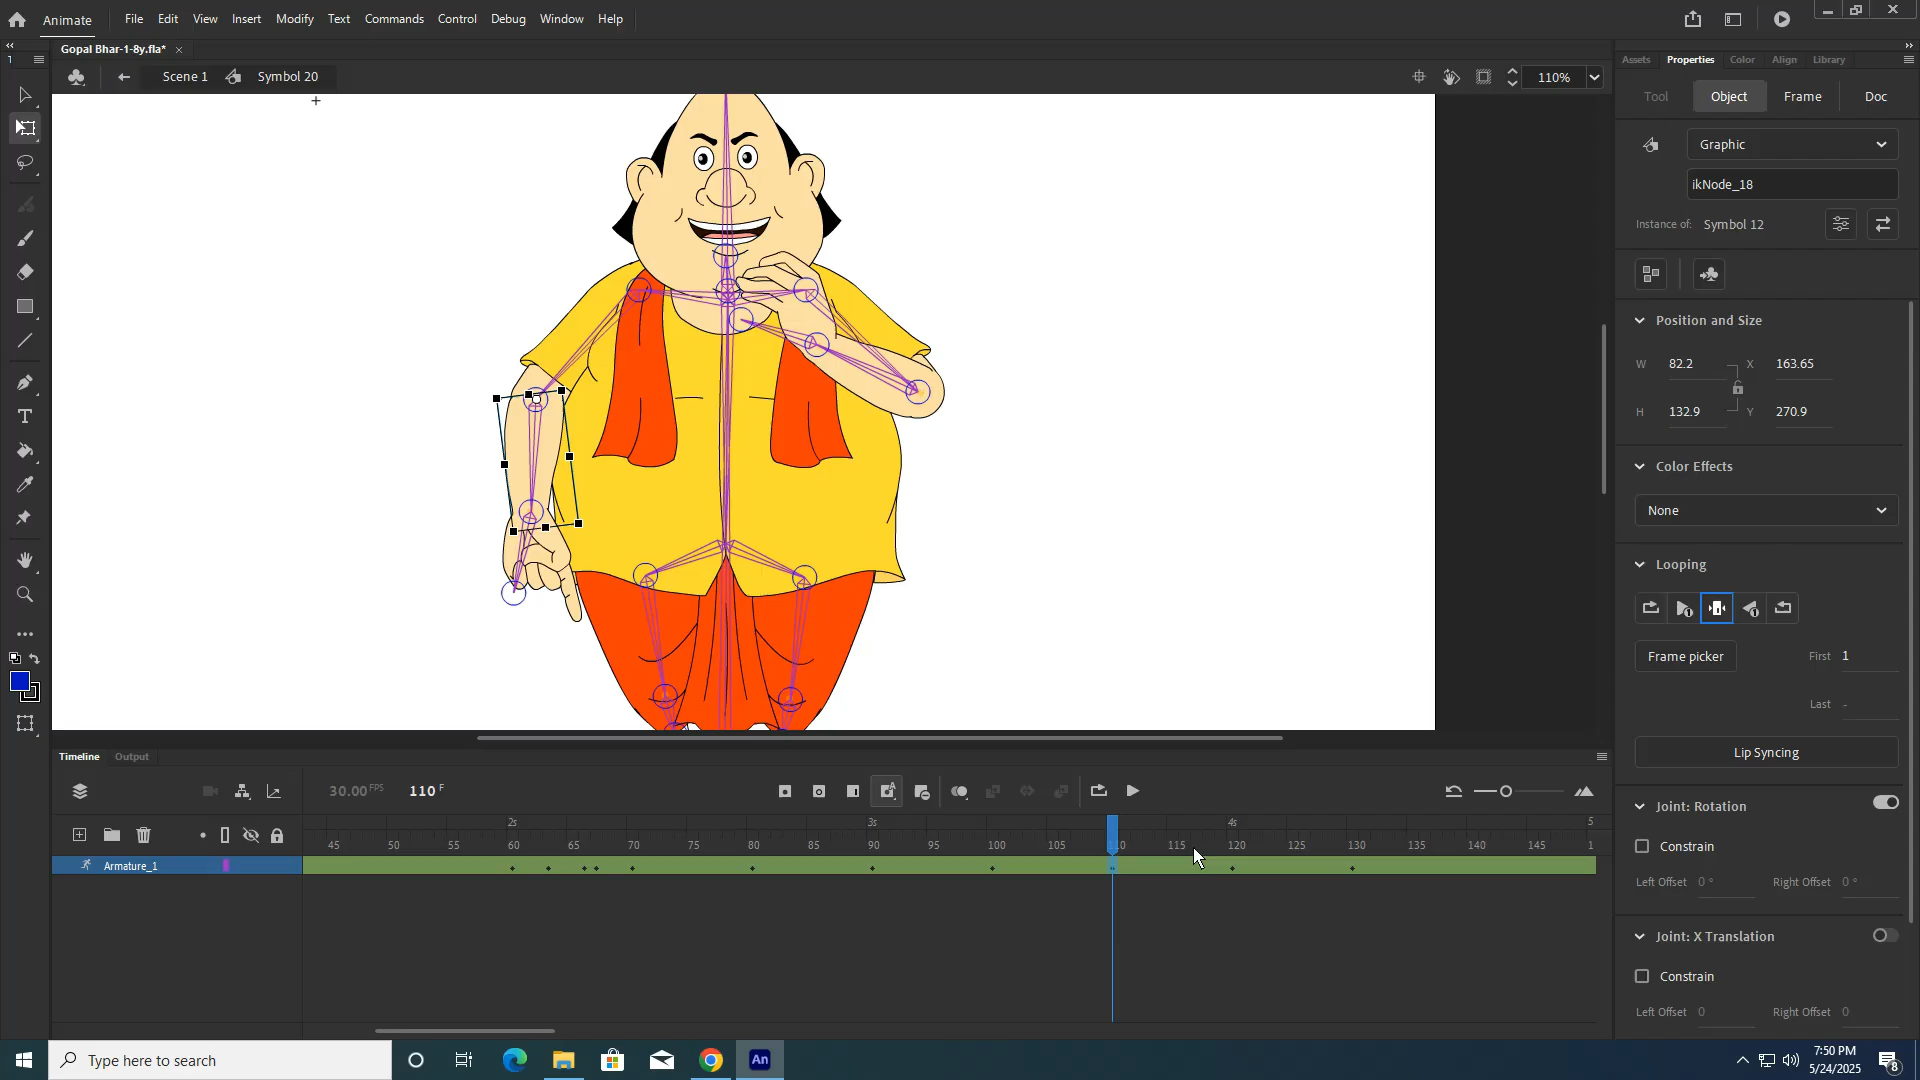 Animate
File Edit View Insert Modify Text Commands Control Debug Window Help
Gopal Bhar-1-8y.fla*
Scene 1
Symbol 20
110%
Assets Properties Color Align Library
Tool Object Frame Doc
Graphic
ikNode_18
Instance of: Symbol 12
Position and Size
W 82.2 X 163.65
H 132.9 Y 270.9
Color Effects
None
Looping
Frame picker First 1
Last -
Lip Syncing
Joint: Rotation
Constrain
Left Offset 0 ° Right Offset 0 °
Joint: X Translation
Constrain
Left Offset 0 Right Offset 0
Timeline Output
30.00 FPS 110 F
2s 3s 4s 5
45 50 55 60 65 70 75 80 85 90 95 100 105 110 115 120 125 130 135 140 145 1
Armature_1
Type here to search
An
7:50 PM
5/24/2025
8